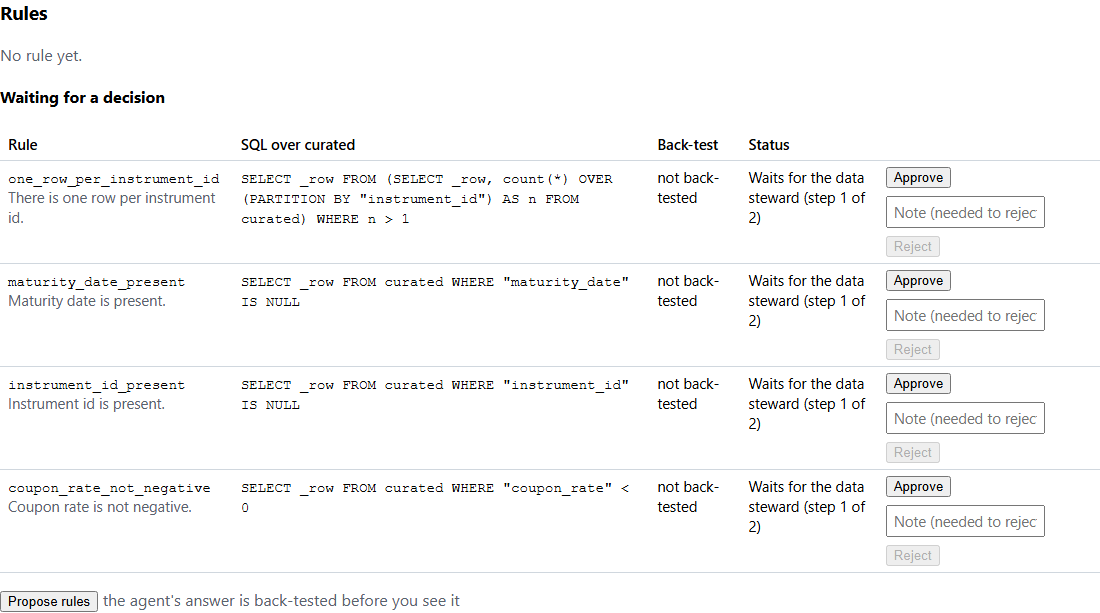 Rules
No rule yet.
Waiting for a decision
Rule SQL over curated Back-test Status
one_row_per_instrument_id
There is one row per instrument
id.
SELECT _row FROM (SELECT _row, count(*) OVER
(PARTITION BY "instrument_id") AS n FROM
curated) WHERE n > 1
not back-
tested
Waits for the data
steward (step 1 of
2)
Approve
Note (needed to rejec
Reject
maturity_date_present
Maturity date is present.
SELECT _row FROM curated WHERE "maturity_date"
IS NULL
not back-
tested
Waits for the data
steward (step 1 of
2)
Approve
Note (needed to rejec
Reject
instrument_id_present
Instrument id is present.
SELECT _row FROM curated WHERE "instrument_id"
IS NULL
not back-
tested
Waits for the data
steward (step 1 of
2)
Approve
Note (needed to rejec
Reject
coupon_rate_not_negative
Coupon rate is not negative.
SELECT _row FROM curated WHERE "coupon_rate" <
0
not back-
tested
Waits for the data
steward (step 1 of
2)
Approve
Note (needed to rejec
Reject
Propose rules the agent's answer is back-tested before you see it